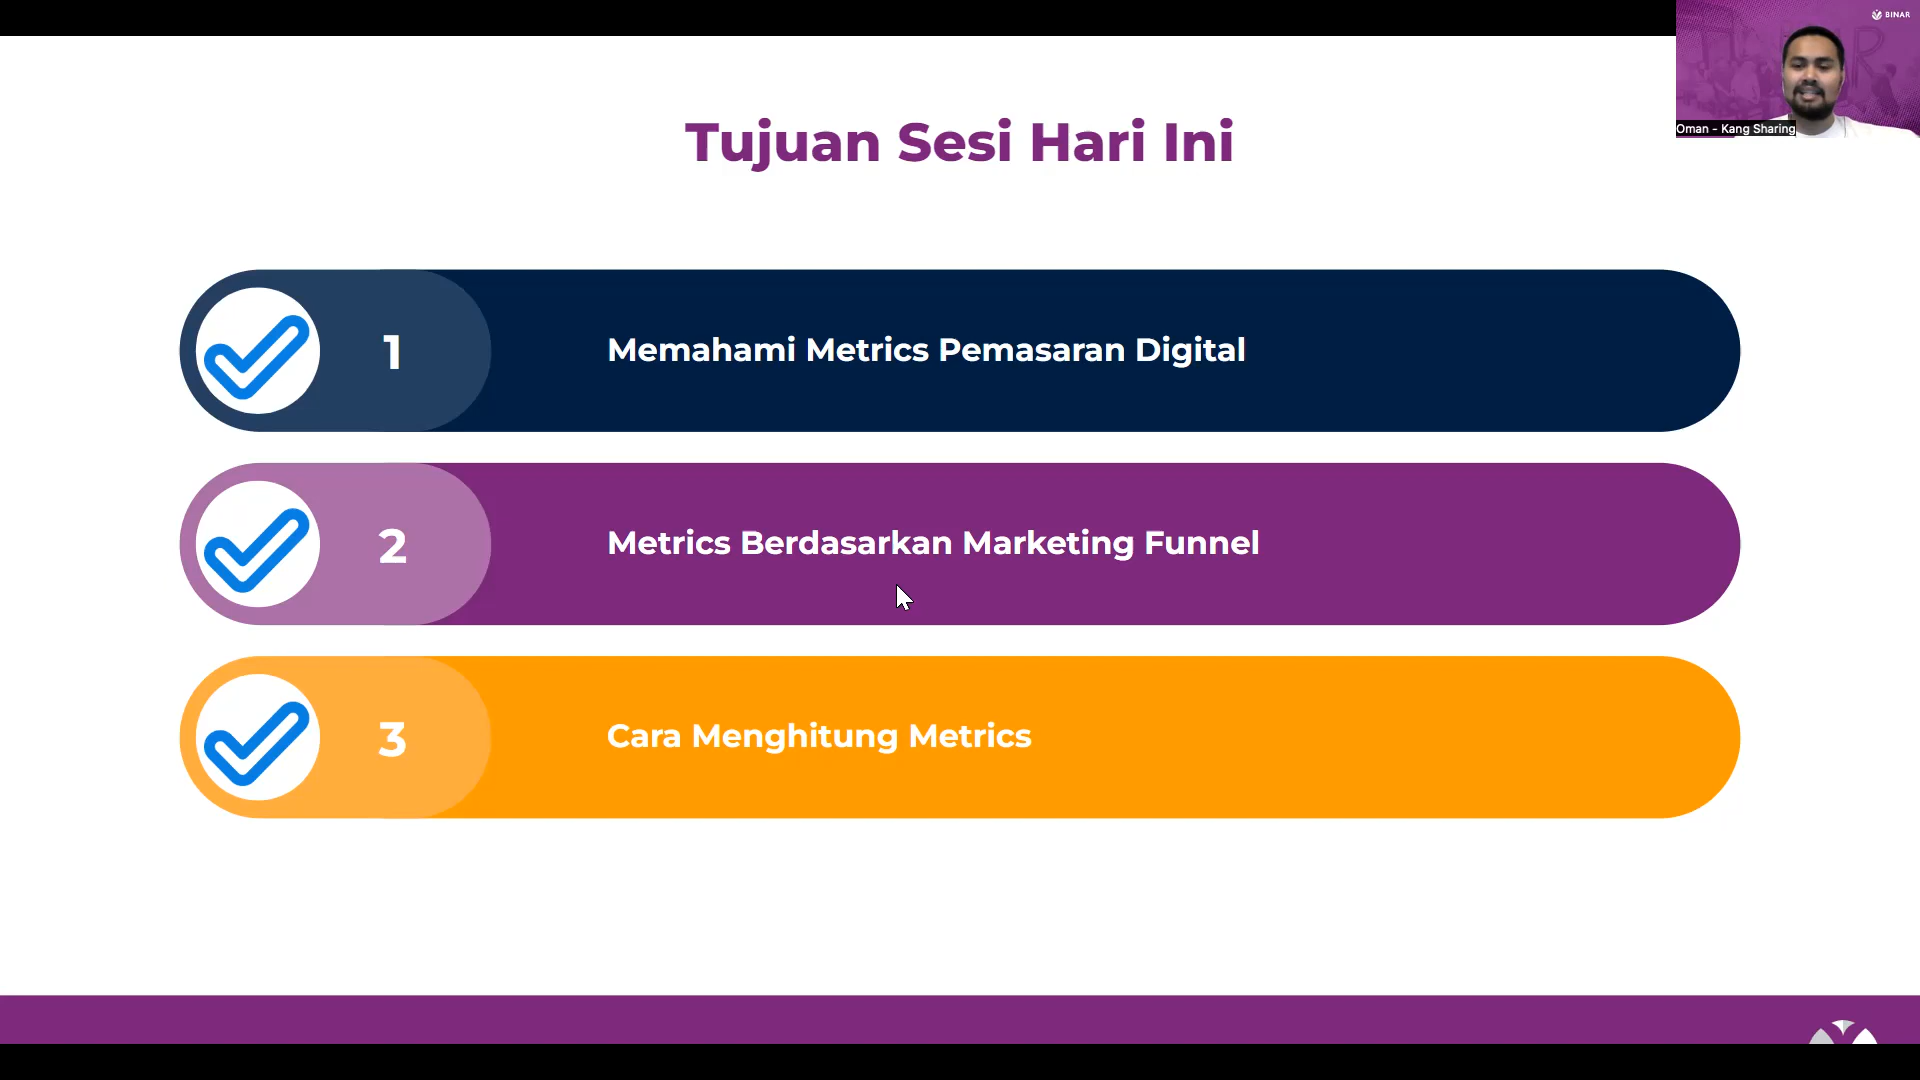 BINAR
Oman - Kang Sharing
Tujuan Sesi Hari Ini
1
Memahami Metrics Pemasaran Digital
2
Metrics Berdasarkan Marketing Funnel
3
Cara Menghitung Metrics